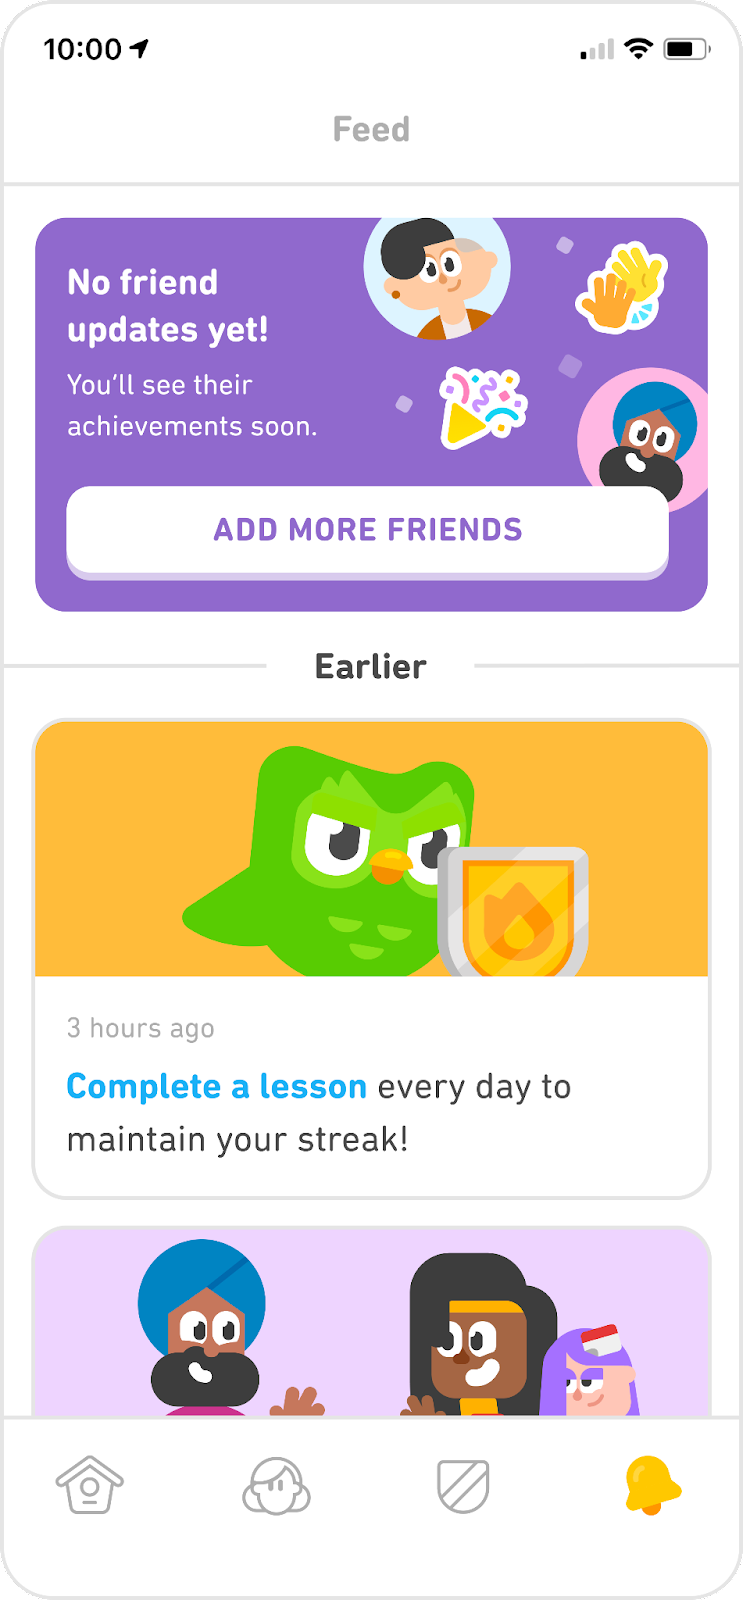 10:00
Feed
No friend
updates yet!
You’ll see their
achievements soon.
ADD MORE FRIENDS
Earlier
3 hours ago
Complete a lesson every day to
maintain your streak!